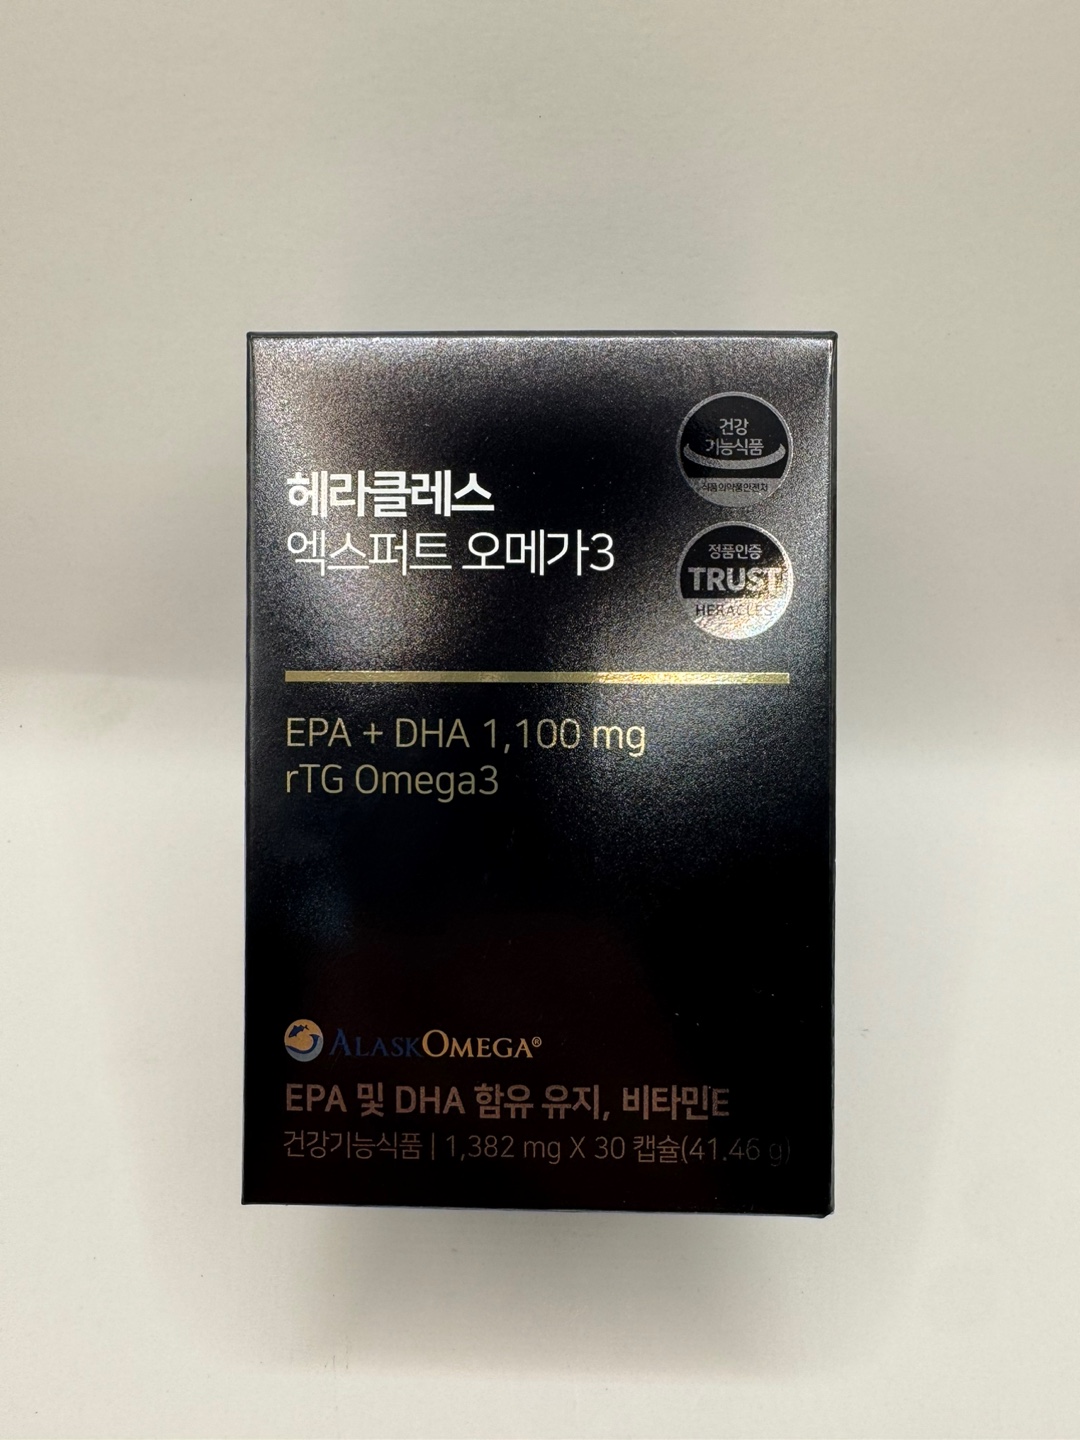 건강
기능식품
식품의약품안전처
헤라클레스
엑스퍼트 오메가3
정품인증
TRUST
HERACLES
EPA + DHA 1,100 mg
rTG Omega3
ALASKOMEGA®
EPA 및 DHA 함유 유지, 비타민E
건강기능식품 | 1,382 mg X 30 캡슐(41.46 g)